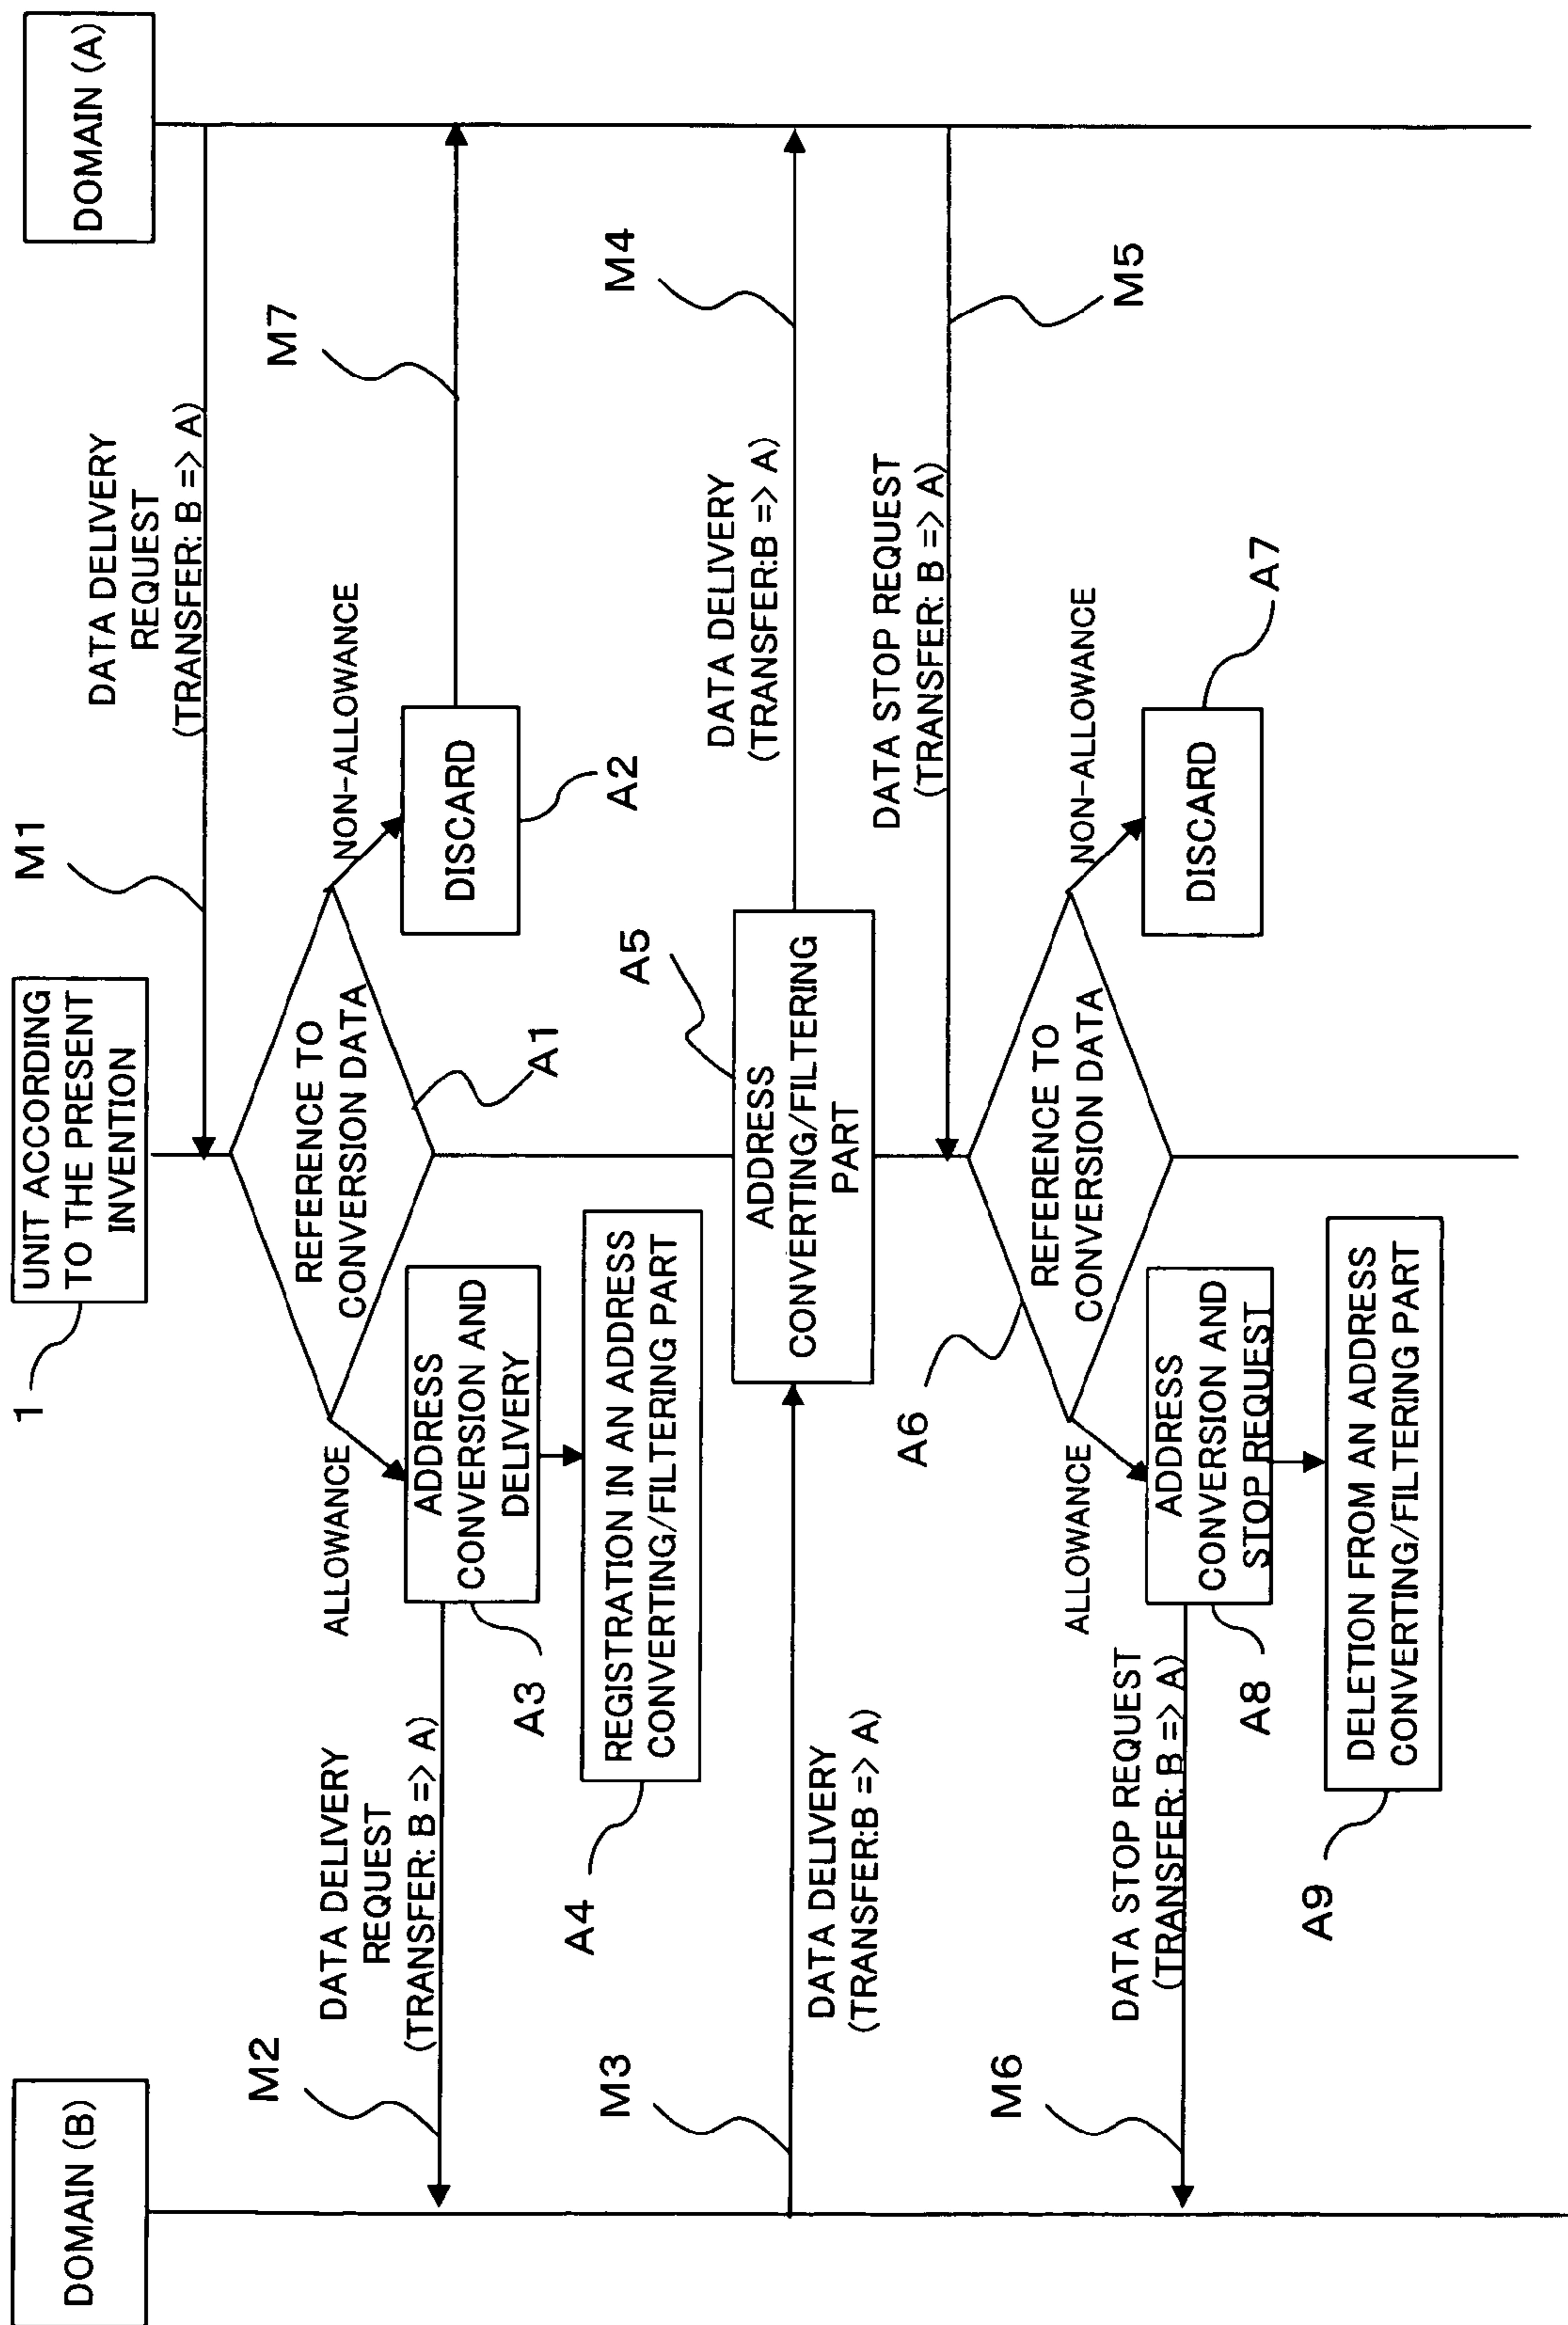 DOMAIN (B)
1
UNIT ACCORDING
TO THE PRESENT
INVENTION
DOMAIN (A)
M1
DATA DELIVERY
REQUEST
(TRANSFER: B => A)
REFERENCE TO
CONVERSION DATA
A1
ALLOWANCE
NON-ALLOWANCE
M7
M2
DATA DELIVERY
REQUEST
(TRANSFER: B => A)
A3
ADDRESS
CONVERSION AND
DELIVERY
DISCARD
A2
A4
REGISTRATION IN AN ADDRESS
CONVERTING/FILTERING PART
M3
DATA DELIVERY
(TRANSFER:B => A)
A5
ADDRESS
CONVERTING/FILTERING
PART
DATA DELIVERY
(TRANSFER:B => A)
M4
DATA STOP REQUEST
(TRANSFER: B => A)
M5
A6
REFERENCE TO
CONVERSION DATA
ALLOWANCE
NON-ALLOWANCE
M6
DATA STOP REQUEST
(TRANSFER: B => A)
A8
ADDRESS
CONVERSION AND
STOP REQUEST
DISCARD
A7
A9
DELETION FROM AN ADDRESS
CONVERTING/FILTERING PART